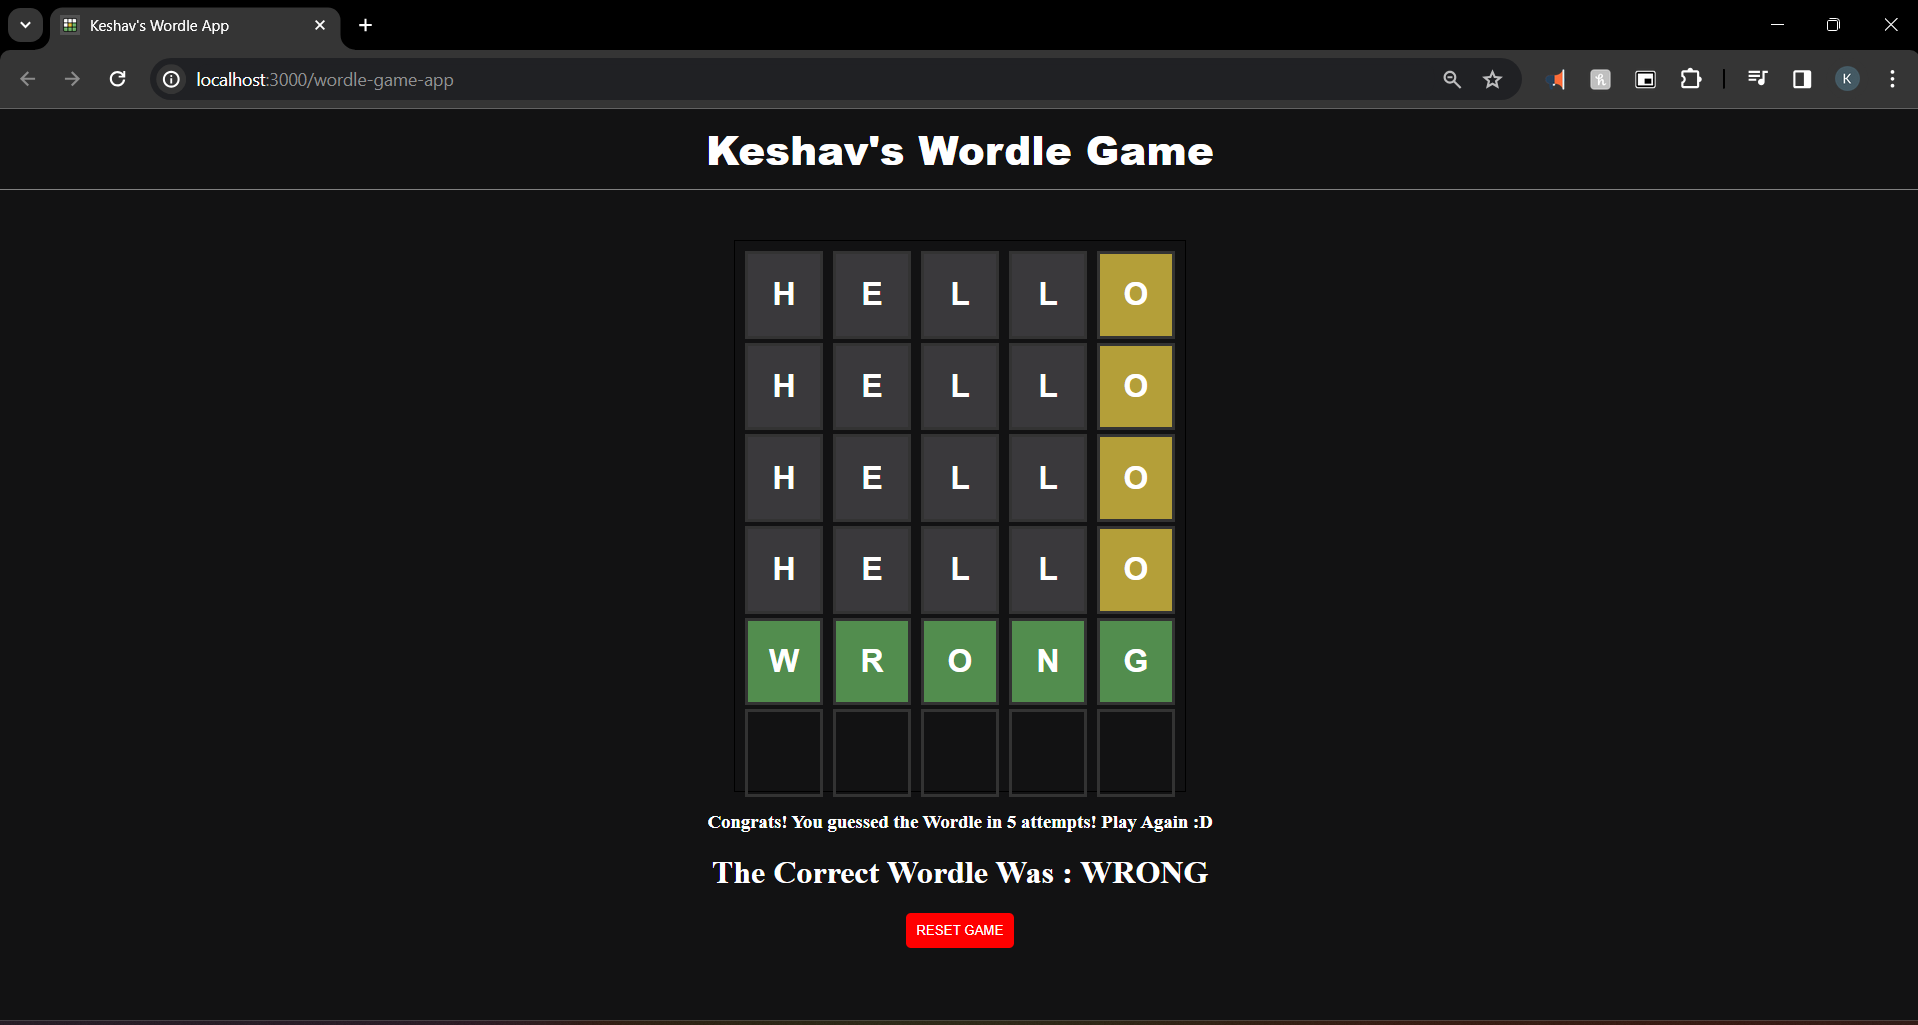 Keshav's Wordle App
localhost:3000/wordle-game-app
K
Keshav's Wordle Game
H E L L O
H E L L O
H E L L O
H E L L O
W R O N G
Congrats! You guessed the Wordle in 5 attempts! Play Again :D
The Correct Wordle Was : WRONG
RESET GAME